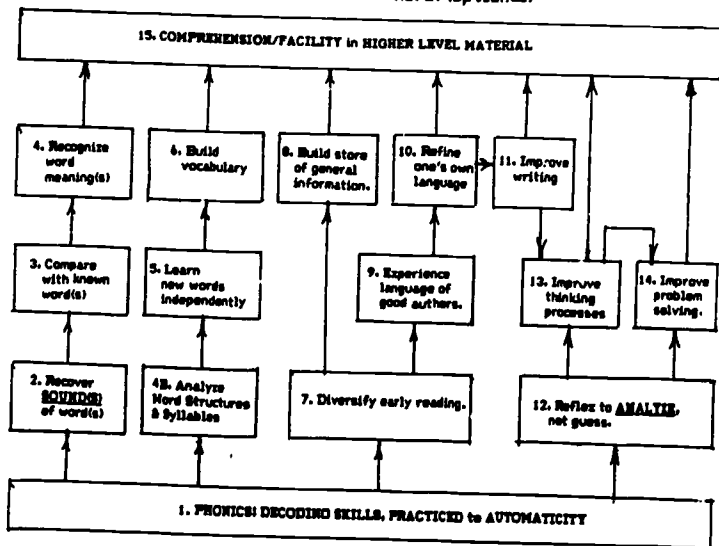 15. COMPREHENSION/FACILITY in HIGHER LEVEL MATERIAL
4. Recognize
word
meaning(s)
6. Build
vocabulary
8. Build store
of general
information.
10. Refine
one's own
language
11. Improve
writing
3. Compare
with known
word(s)
5. Learn
new words
independently
9. Experience
language of
good authors.
13. Improve
thinking
processes
14. Improve
problem
solving.
2. Recover
SOUND(S)
of word(s)
4B. Analyze
Word Structures
& Syllables
7. Diversify early reading.
12. Reflex to ANALYZE,
not guess.
1. PHONICS: DECODING SKILLS, PRACTICED to AUTOMATICITY